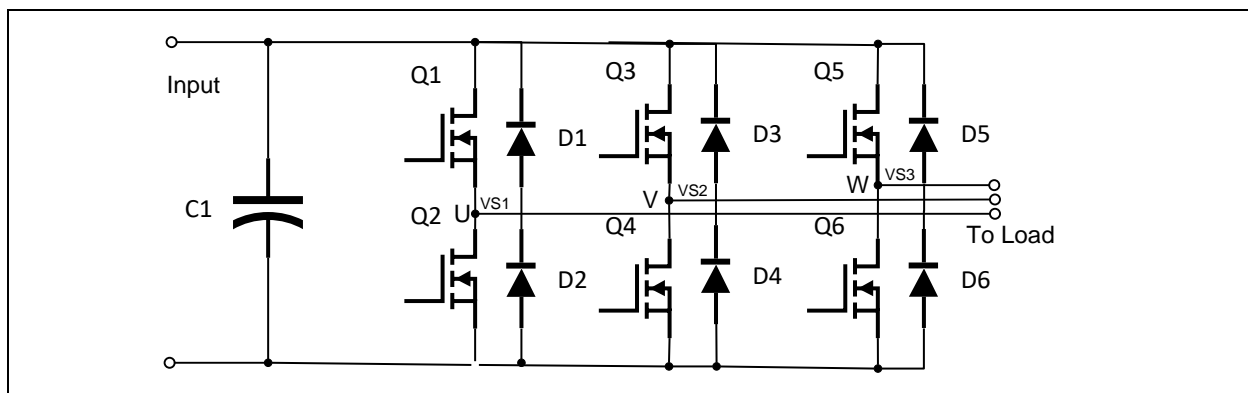 Input
Q1
Q3
Q5
D1
D3
D5
C1
Q2
U
VS1
V
VS2
W
VS3
Q4
Q6
To Load
D2
D4
D6